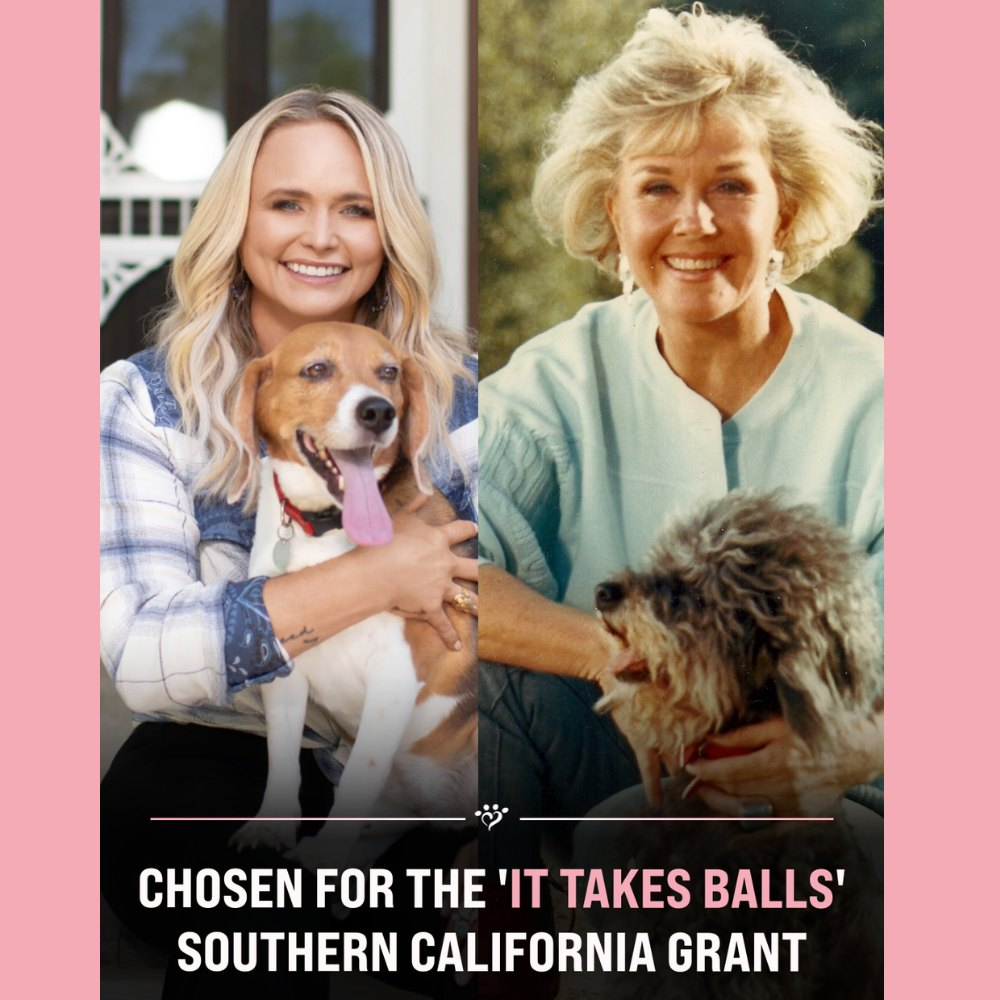 CHOSEN FOR THE 'IT TAKES BALLS'
SOUTHERN CALIFORNIA GRANT